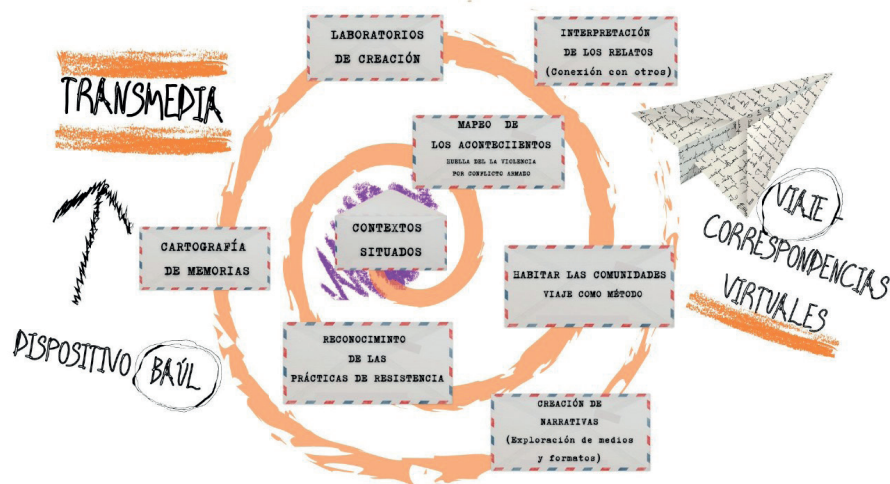 LABORATORIOS
DE CREACIÓN
INTERPRETACIÓN
DE LOS RELATOS
(Conexión con otros)
TRANSMEDIA
MAPEO DE
LOS ACONTECIIENTOS
HUELLA DEL LA VIOLENCIA
POR CONFLICTO ARMADO
VIAJE -
CORRESPONDENCIAS
VIRTUALES
CONTEXTOS
SITUADOS
CARTOGRAFÍA
DE MEMORIAS
HABITAR LAS COMUNIDADES
VIAJE COMO MÉTODO
DISPOSITIVO BAÚL
RECONOCIMINTO
DE LAS
PRÁCTICAS DE RESISTENCIA
CREACIÓN DE
NARRATIVAS
(Exploración de medios
y formatos)